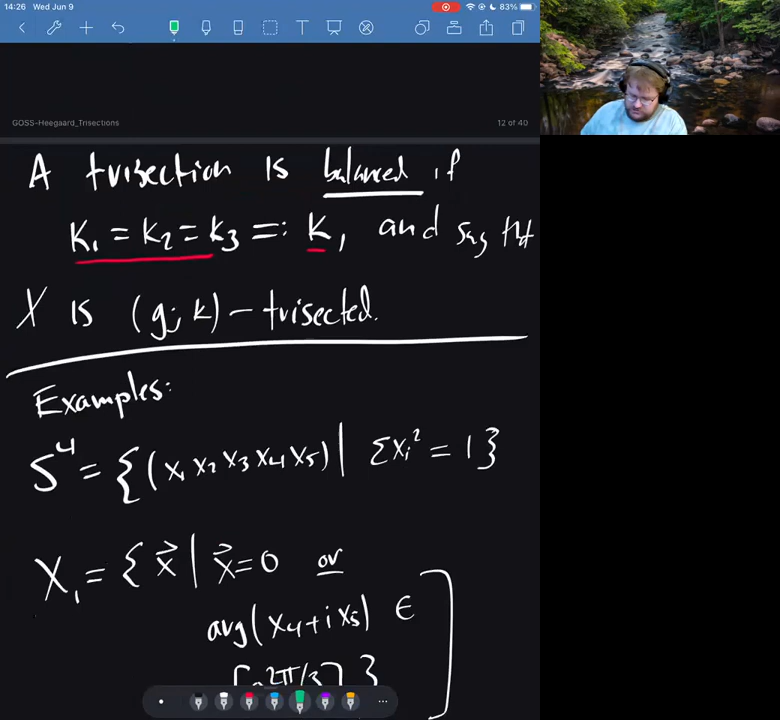 14:26 Wed Jun 9
83%
GOSS-Heegaard_Trisections
12 of 40
A trisection is balanced if
K₁ = K₂ = K₃ =: K, and say that
X is (g; k) – trisected.
Examples:
S⁴ = {(x₁ x₂ x₃ x₄ x₅) | Σxᵢ² = 1}
X₁ = { x⃗ | x⃗ = 0 or
arg(x₄ + i x₅) ∈
[0, 2π/3] }